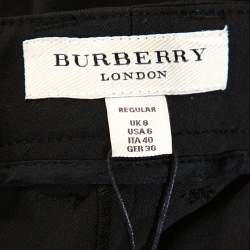 BURBERRY
LONDON
REGULAR
UK 8
USA 6
ITA 40
GER 36